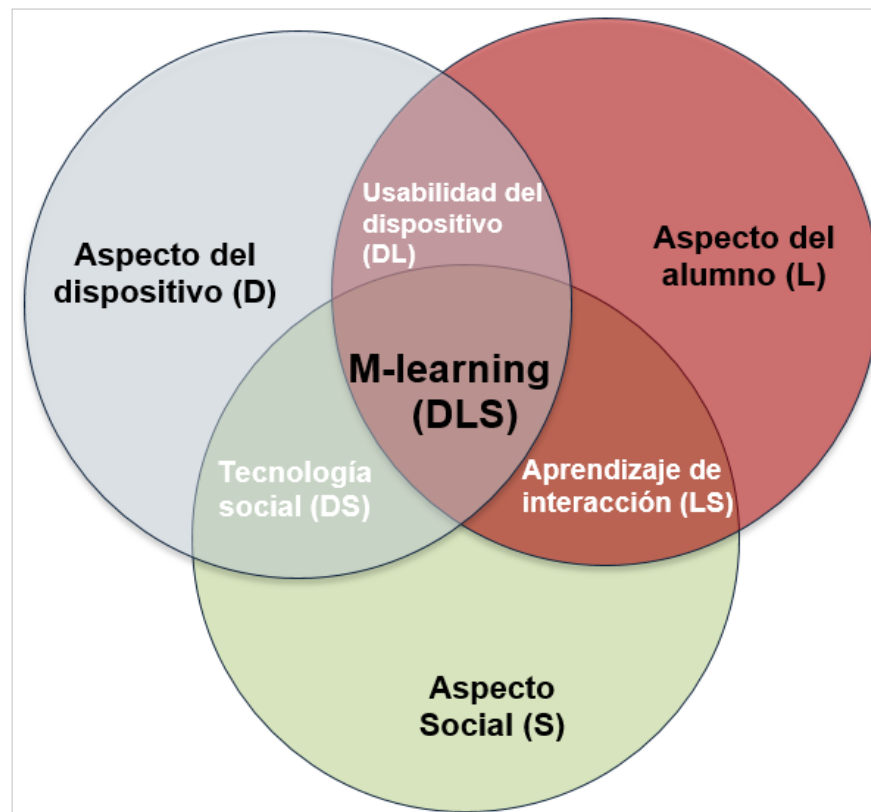 Usabilidad del
dispositivo
(DL)
Aspecto del
dispositivo (D)
Aspecto del
alumno (L)
M-learning
(DLS)
Tecnología
social (DS)
Aprendizaje de
interacción (LS)
Aspecto
Social (S)